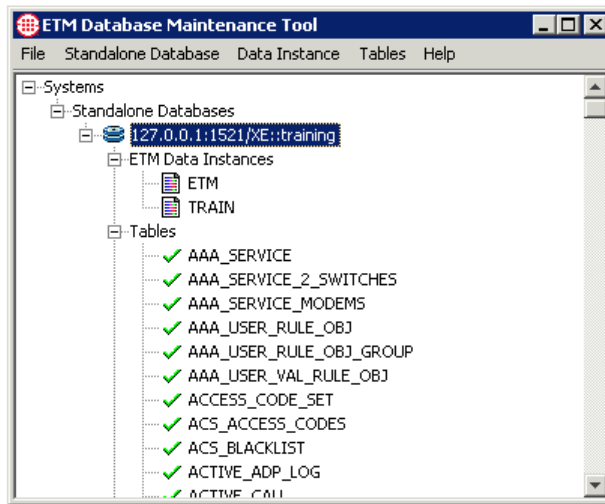 ETM Database Maintenance Tool
File Standalone Database Data Instance Tables Help
Systems
Standalone Databases
127.0.0.1:1521/XE::training
ETM Data Instances
ETM
TRAIN
Tables
AAA_SERVICE
AAA_SERVICE_2_SWITCHES
AAA_SERVICE_MODEMS
AAA_USER_RULE_OBJ
AAA_USER_RULE_OBJ_GROUP
AAA_USER_VAL_RULE_OBJ
ACCESS_CODE_SET
ACS_ACCESS_CODES
ACS_BLACKLIST
ACTIVE_ADP_LOG
ACTIVE_CALL